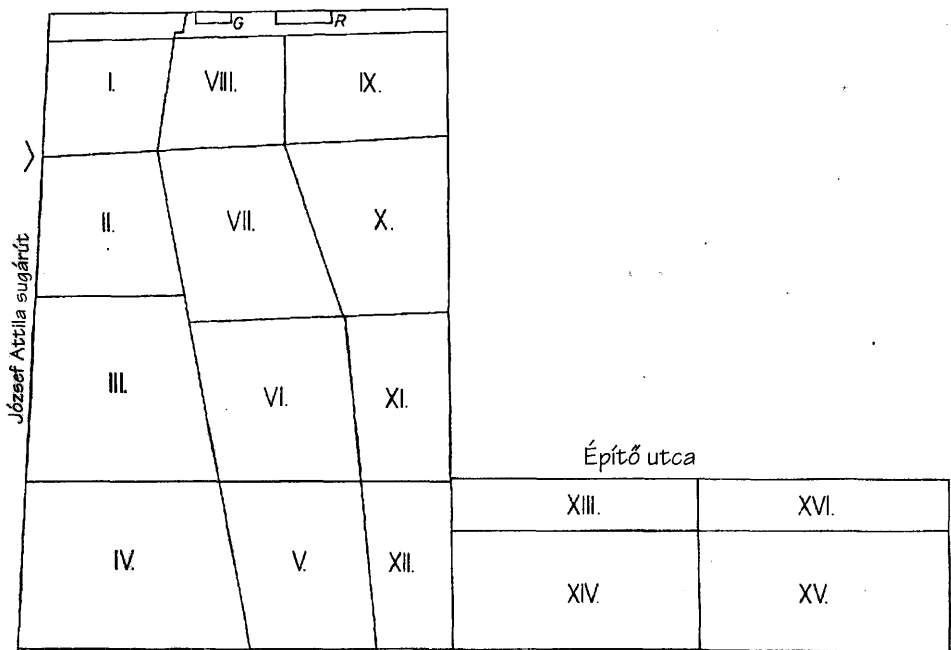 G R
I. VIII. IX.
II. VII. X.
József Attila sugárút
III. VI. XI.
Építő utca
XIII. XVI.
IV. V. XII.
XIV. XV.